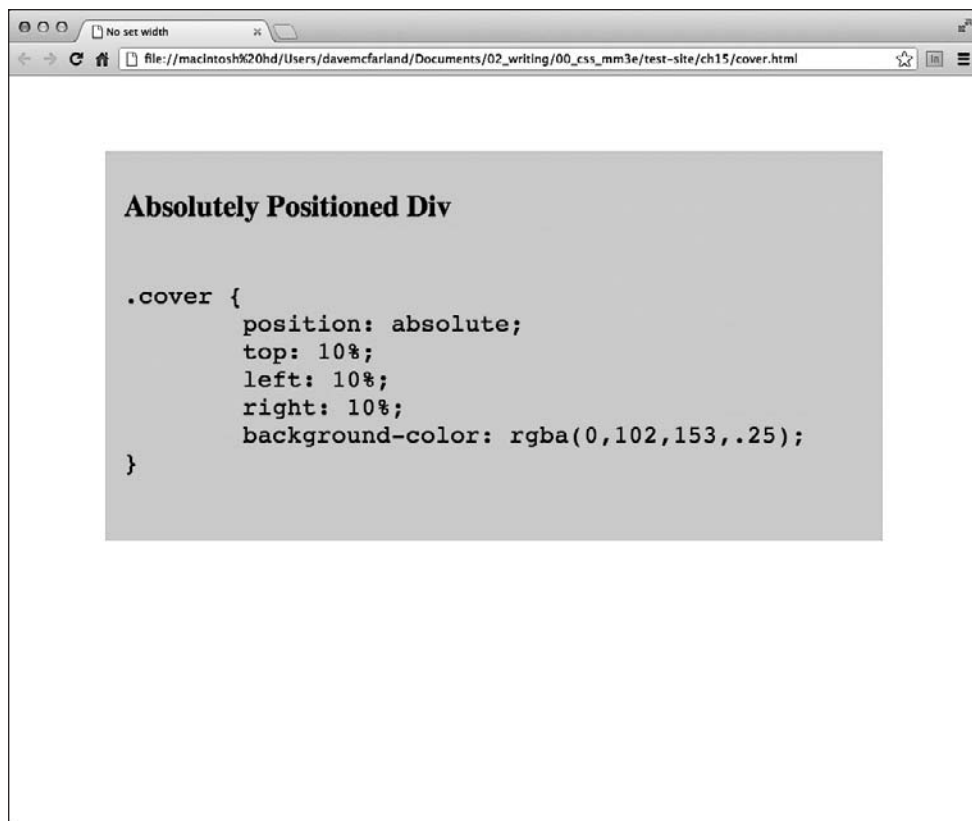 No set width
file://macintosh%20hd/Users/davemcfarland/Documents/02_writing/00_css_mm3e/test-site/ch15/cover.html
Absolutely Positioned Div
.cover {
position: absolute;
top: 10%;
left: 10%;
right: 10%;
background-color: rgba(0,102,153,.25);
}